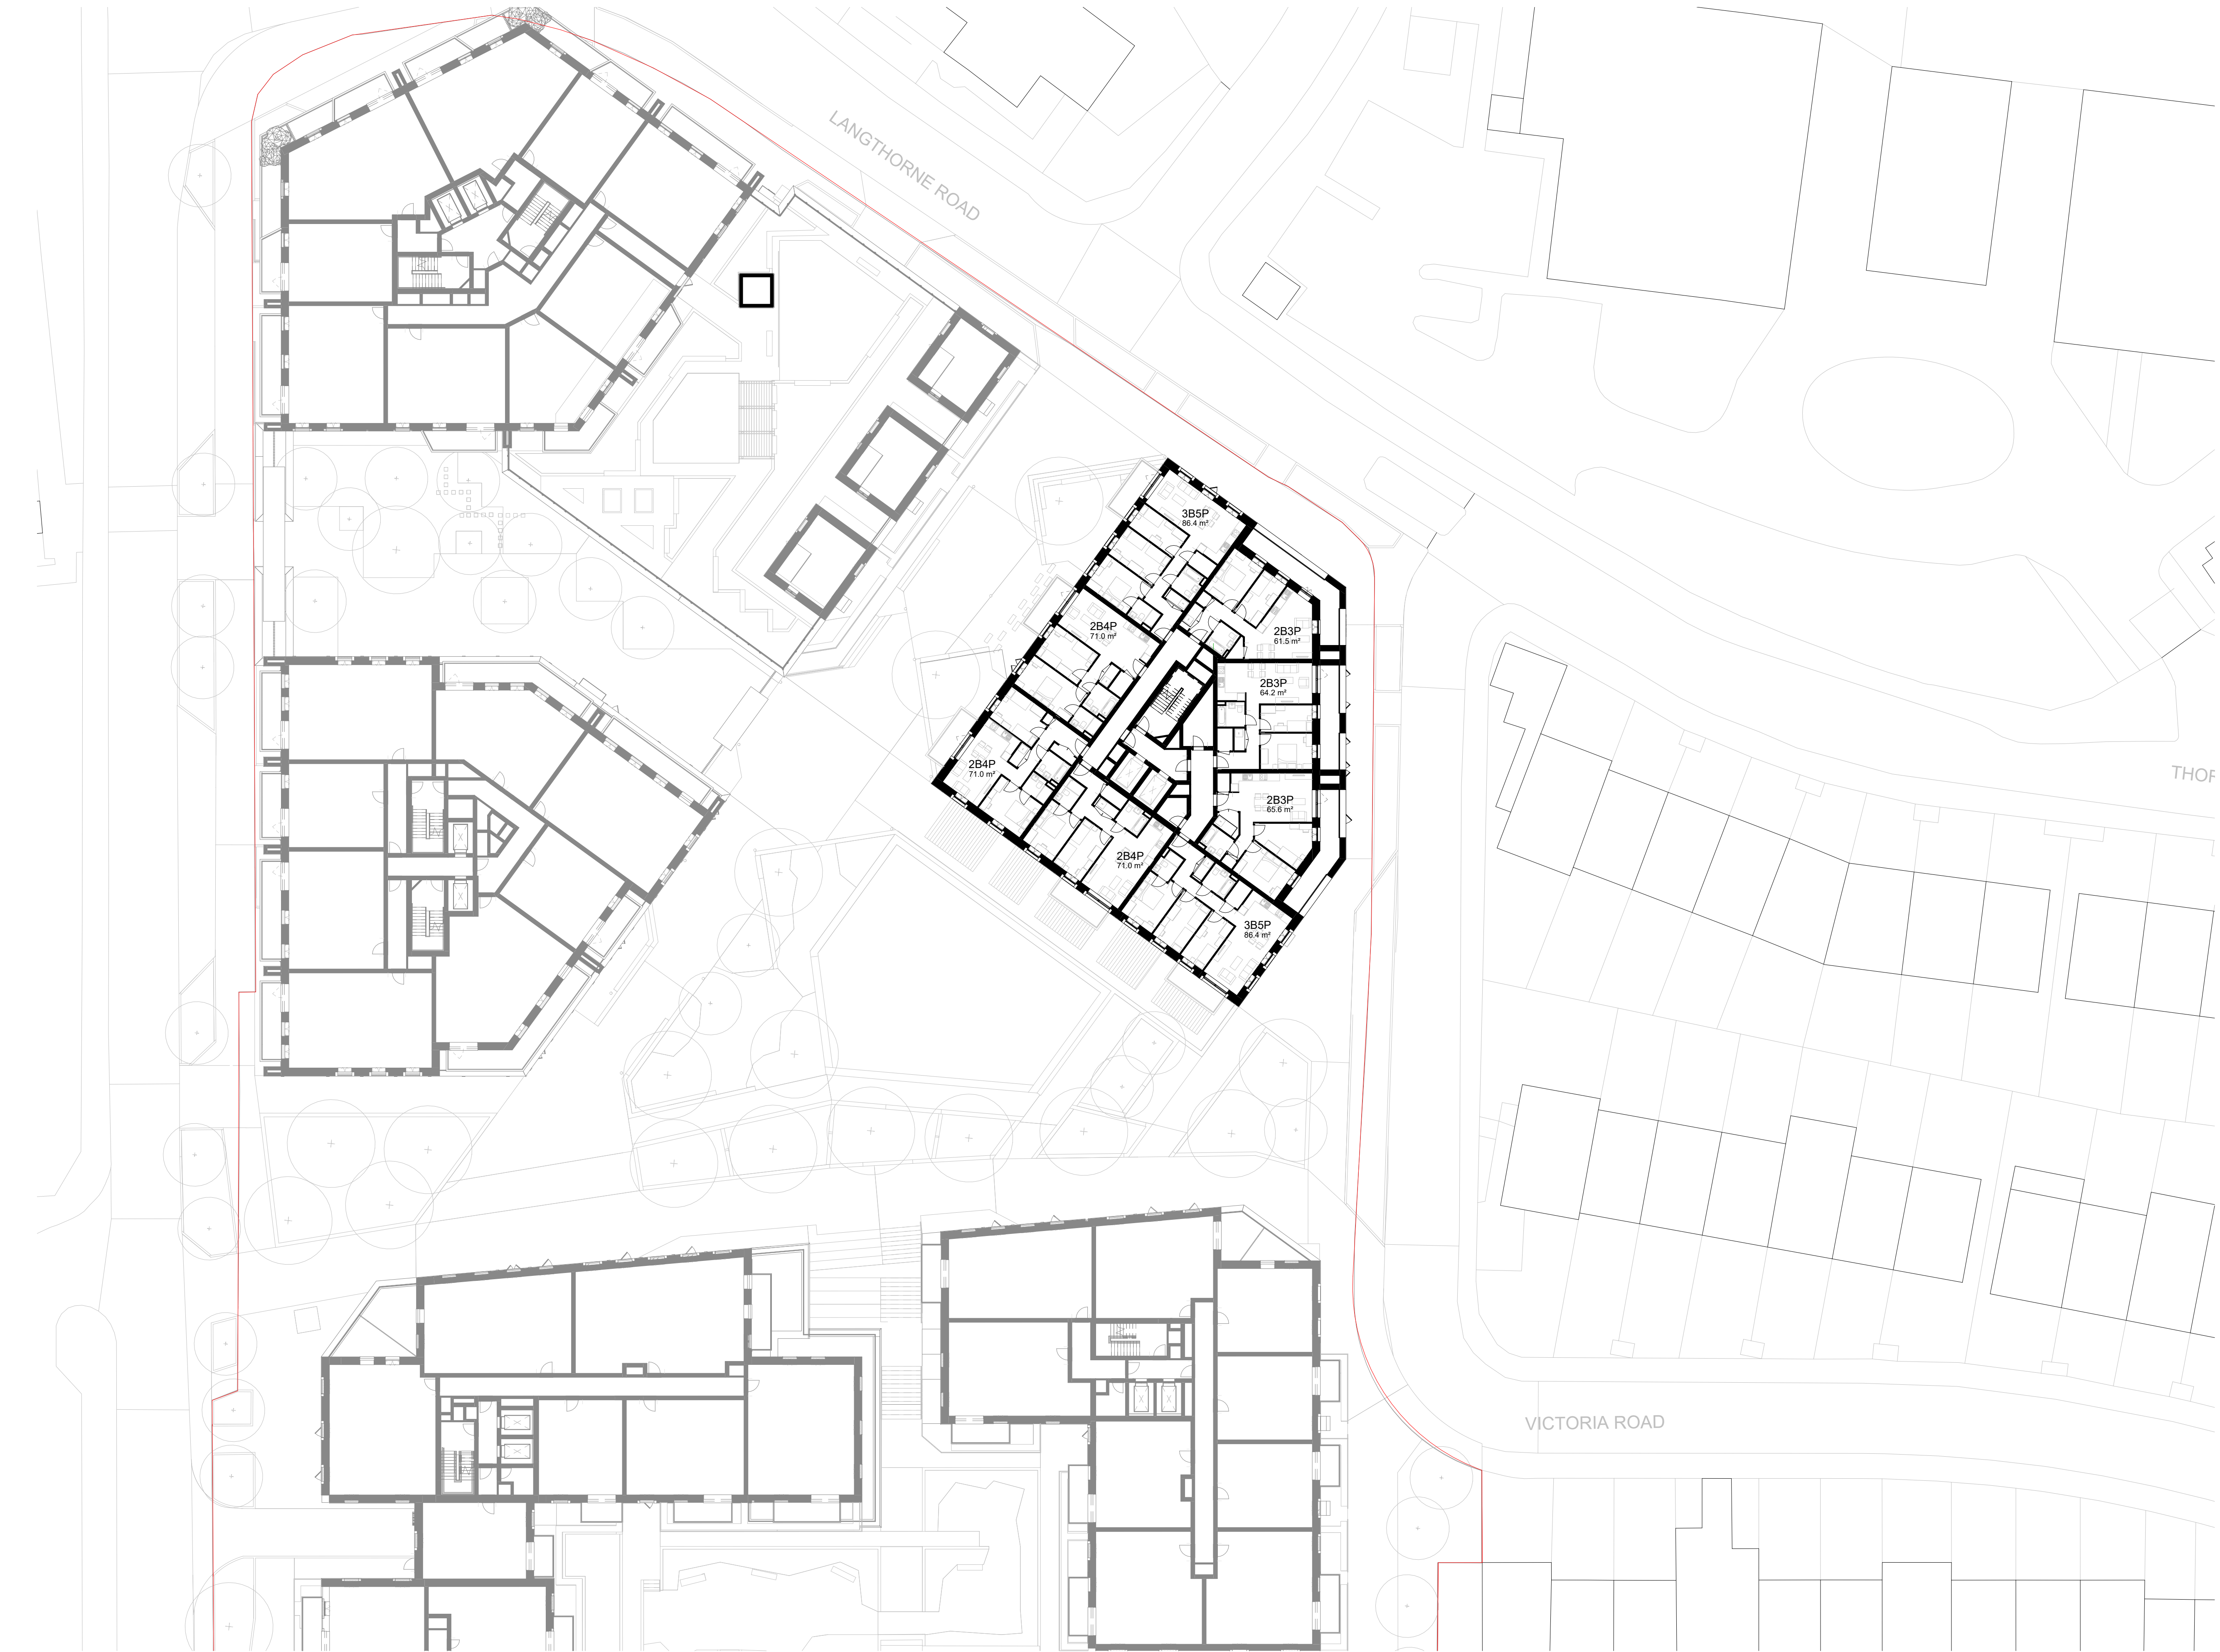 LANGTHORNE ROAD
3B5P
86.4 m²
2B4P
71.0 m²
2B3P
61.5 m²
2B3P
64.2 m²
2B4P
71.0 m²
2B3P
65.6 m²
2B4P
71.0 m²
3B5P
86.4 m²
THOR
VICTORIA ROAD